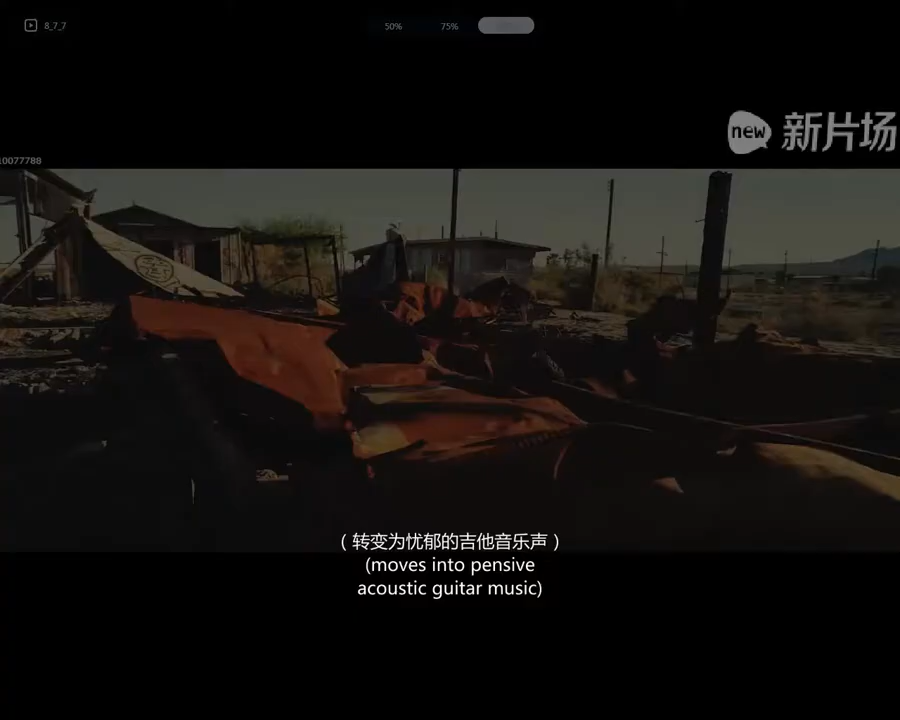 8_7_7
50%
75%
new 新片场
10077788
（转变为忧郁的吉他音乐声）
(moves into pensive
acoustic guitar music)